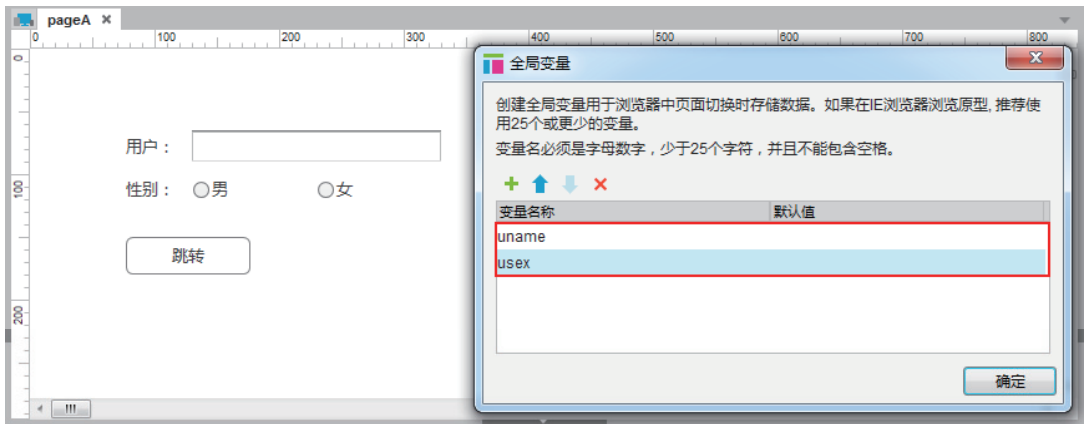 pageA
0 100 200 300 400 500 600 700 800
全局变量
创建全局变量用于浏览器中页面切换时存储数据。如果在IE浏览器浏览原型, 推荐使
用25个或更少的变量。
变量名必须是字母数字，少于25个字符，并且不能包含空格。
用户：
性别： 男 女
跳转
变量名称 默认值
uname
usex
确定
0
100
200